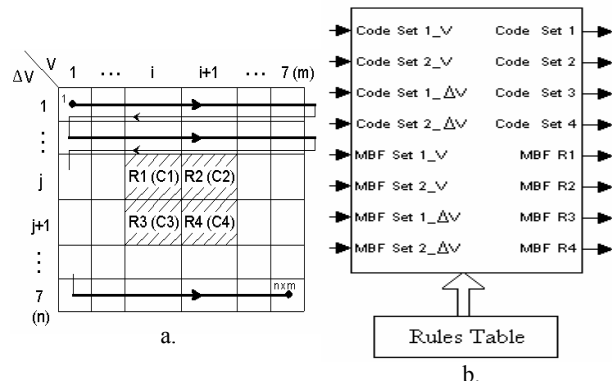 V
ΔV
1 ... i i+1 ... 7 (m)
1
1
⋮
j
R1 (C1) R2 (C2)
j+1
R3 (C3) R4 (C4)
⋮
7
(n)
n×m
a.
Code Set 1_V Code Set 1
Code Set 2_V Code Set 2
Code Set 1_ΔV Code Set 3
Code Set 2_ΔV Code Set 4
MBF Set 1_V MBF R1
MBF Set 2_V MBF R2
MBF Set 1_ΔV MBF R3
MBF Set 2_ΔV MBF R4
Rules Table
b.